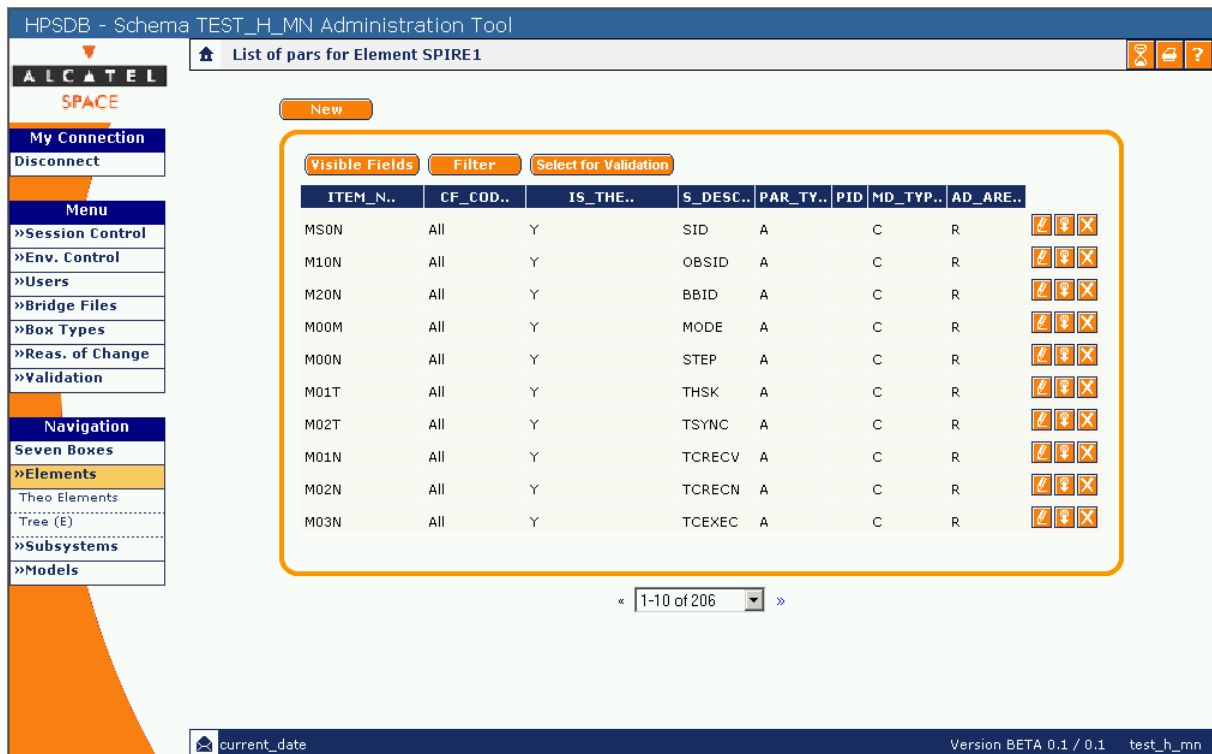 HPSDB - Schema TEST_H_MN Administration Tool
ALCATEL
SPACE
List of pars for Element SPIRE1
?
My Connection
Disconnect
Menu
»Session Control
»Env. Control
»Users
»Bridge Files
»Box Types
»Reas. of Change
»Validation
Navigation
Seven Boxes
»Elements
Theo Elements
Tree (E)
»Subsystems
»Models
New
Visible Fields Filter Select for Validation
ITEM_N.. CF_COD.. IS_THE.. S_DESC.. PAR_TY.. PID MD_TYP.. AD_ARE..
MS0N All Y SID A C R
M10N All Y OBSID A C R
M20N All Y BBID A C R
M00M All Y MODE A C R
M00N All Y STEP A C R
M01T All Y THSK A C R
M02T All Y TSYNC A C R
M01N All Y TCRECV A C R
M02N All Y TCRECN A C R
M03N All Y TCEXEC A C R
« 1-10 of 206 »
current_date Version BETA 0.1 / 0.1 test_h_mn